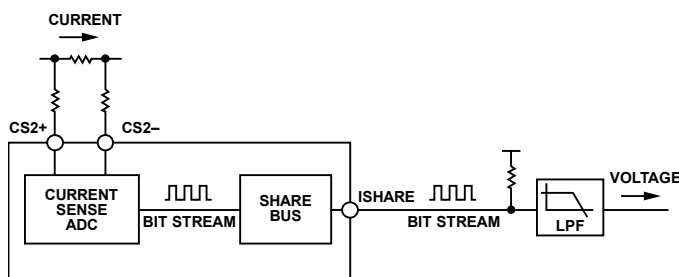 CURRENT
CS2+
CS2–
CURRENT
SENSE
ADC
BIT STREAM
SHARE
BUS
ISHARE
BIT STREAM
LPF
VOLTAGE